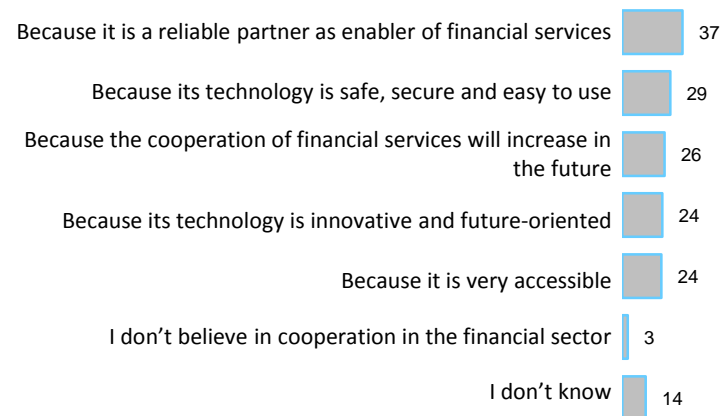 Because it is a reliable partner as enabler of financial services 37
Because its technology is safe, secure and easy to use 29
Because the cooperation of financial services will increase in
the future 26
Because its technology is innovative and future-oriented 24
Because it is very accessible 24
I don’t believe in cooperation in the financial sector 3
I don’t know 14